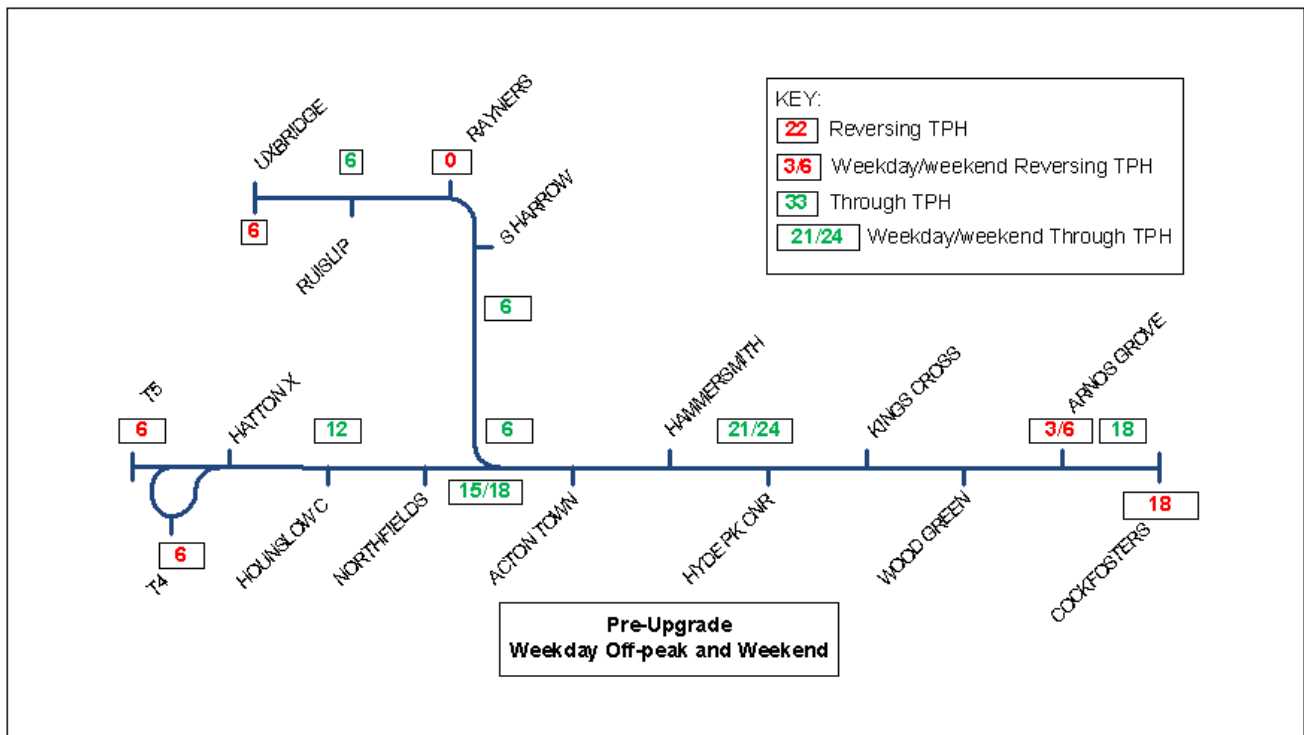 KEY:
22 Reversing TPH
3/6 Weekday/weekend Reversing TPH
33 Through TPH
21/24 Weekday/weekend Through TPH
UXBRIDGE
6
RAYNERS
0
6
RUISLIP
S HARROW
6
T5
6
HATTON X
12
6
HAMMERSMITH
21/24
KINGS CROSS
ARNOS GROVE
3/6
18
15/18
T4
6
HOUNSLOW C
NORTHFIELDS
ACTON TOWN
HYDE PK CNR
WOOD GREEN
COCKFOSTERS
18
Pre-Upgrade
Weekday Off-peak and Weekend